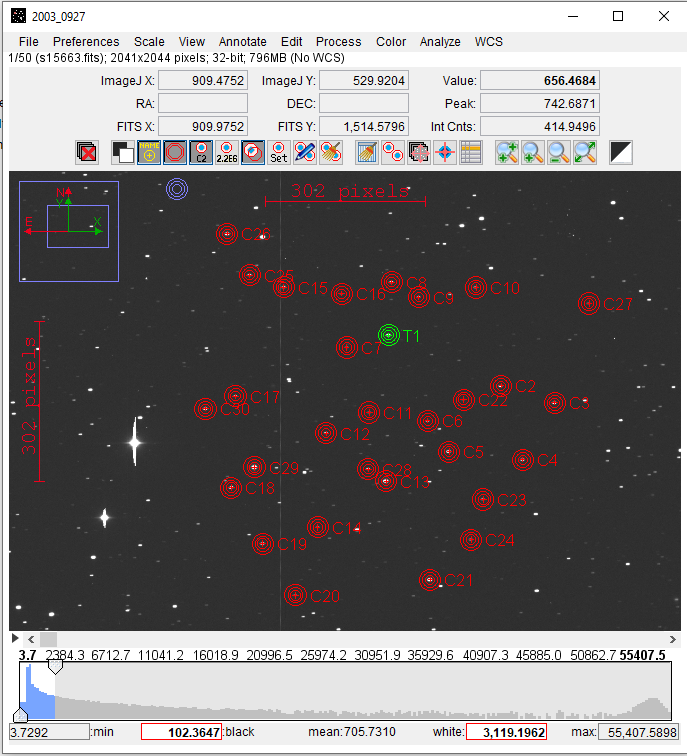 2003_0927
File Preferences Scale View Annotate Edit Process Color Analyze WCS
1/50 (s15663.fits); 2041x2044 pixels; 32-bit; 796MB (No WCS)
ImageJ X: 909.4752 ImageJ Y: 529.9204 Value: 656.4684
RA: DEC: Peak: 742.6871
FITS X: 909.9752 FITS Y: 1,514.5796 Int Cnts: 414.9496
NAME C2 2.2E6 Set
302 pixels
N
Y
E X
C26
C25
C15
C16
C8
C9
C10
C27
T1
C7
C17
C30
C2
C22
C3
C11
C6
C12
C5
C4
C29
C28
C13
C18
C23
C14
C24
C19
C21
C20
302 pixels
3.7 2384.3 6712.7 11041.2 16018.9 20996.5 25974.2 30951.9 35929.6 40907.3 45885.0 50862.7 55407.5
3.7292 :min 102.3647 :black mean:705.7310 white: 3,119.1962 max: 55,407.5898